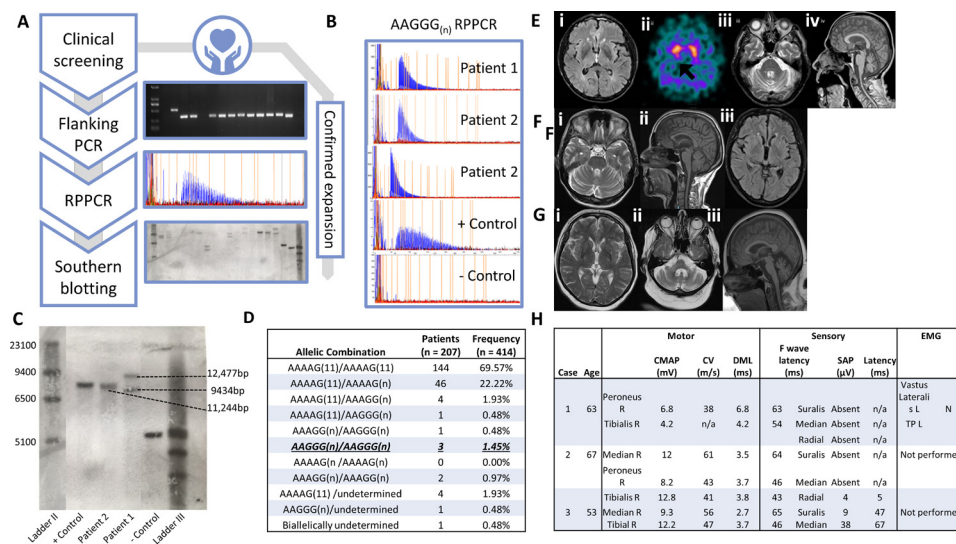 A
Clinical
screening
Flanking
PCR
RPPCR
Southern
blotting
Confirmed expansion
B
AAGGG(n) RPPCR
Patient 1
Patient 2
Patient 2
+ Control
- Control
C
23100
9400
6500
5100
12,477bp
9434bp
11,244bp
Ladder II
+ Control
Patient 2
Patient 1
- Control
Ladder III
D
Allelic Combination Patients (n = 207) Frequency (n = 414)
AAAAG(11)/AAAAG(11) 144 69.57%
AAAAG(11)/AAAAG(n) 46 22.22%
AAAAG(11)/AAAGG(n) 4 1.93%
AAAAG(11)/AAGGG(n) 1 0.48%
AAAGG(n)/AAGGG(n) 1 0.48%
AAGGG(n)/AAGGG(n) 3 1.45%
AAAAG(n /AAAAG(n) 0 0.00%
AAAGG(n)/AAAGG(n) 2 0.97%
AAAAG(11) /undetermined 4 1.93%
AAGGG(n)/undetermined 1 0.48%
Biallelically undetermined 1 0.48%
E
i ii iii iv
F
F
i ii iii
G
i ii iii
H
Motor Sensory EMG
Case Age CMAP (mV) CV (m/s) DML (ms) F wave latency (ms) SAP (μV) Latency (ms)
1 63 Peroneus R 6.8 38 6.8 63 Suralis Absent n/a Vastus Laterali s L N
Tibialis R 4.2 n/a 4.2 54 Median Absent n/a TP L
Radial Absent n/a
2 67 Median R 12 61 3.5 64 Suralis Absent n/a Not performed
Peroneus R 8.2 43 3.7 46 Median Absent n/a
Tibialis R 12.8 41 3.8 43 Radial 4 5
3 53 Median R 9.3 56 2.7 65 Suralis 9 47 Not performe
Tibial R 12.2 47 3.7 46 Median 38 67